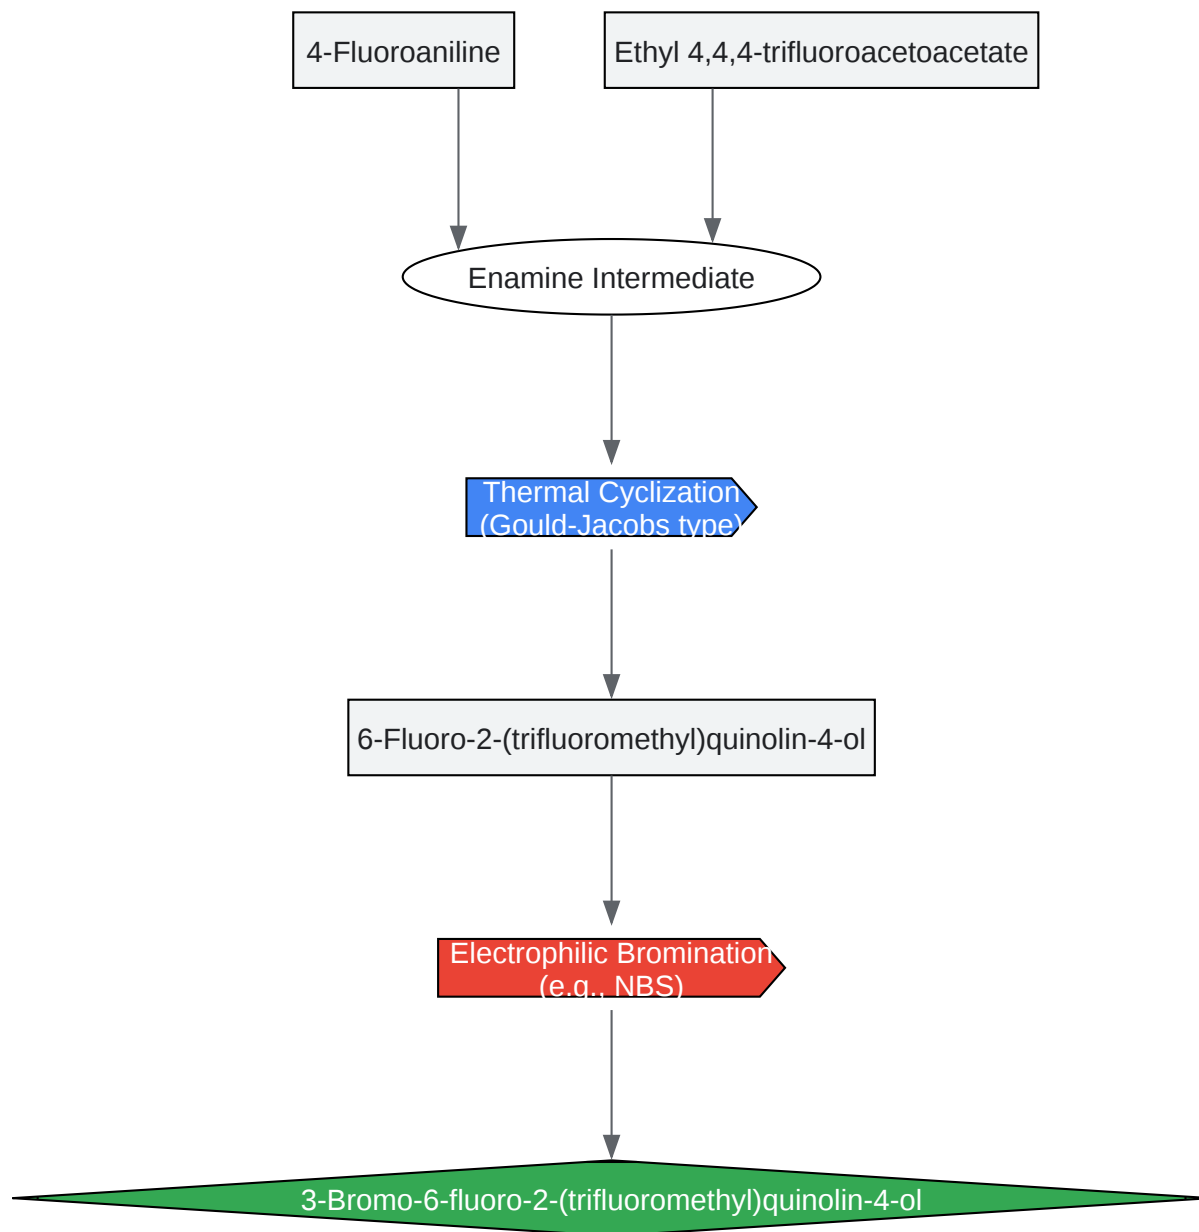 4-Fluoroaniline
Ethyl 4,4,4-trifluoroacetoacetate
Enamine Intermediate
Thermal Cyclization
(Gould-Jacobs type)
6-Fluoro-2-(trifluoromethyl)quinolin-4-ol
Electrophilic Bromination
(e.g., NBS)
3-Bromo-6-fluoro-2-(trifluoromethyl)quinolin-4-ol